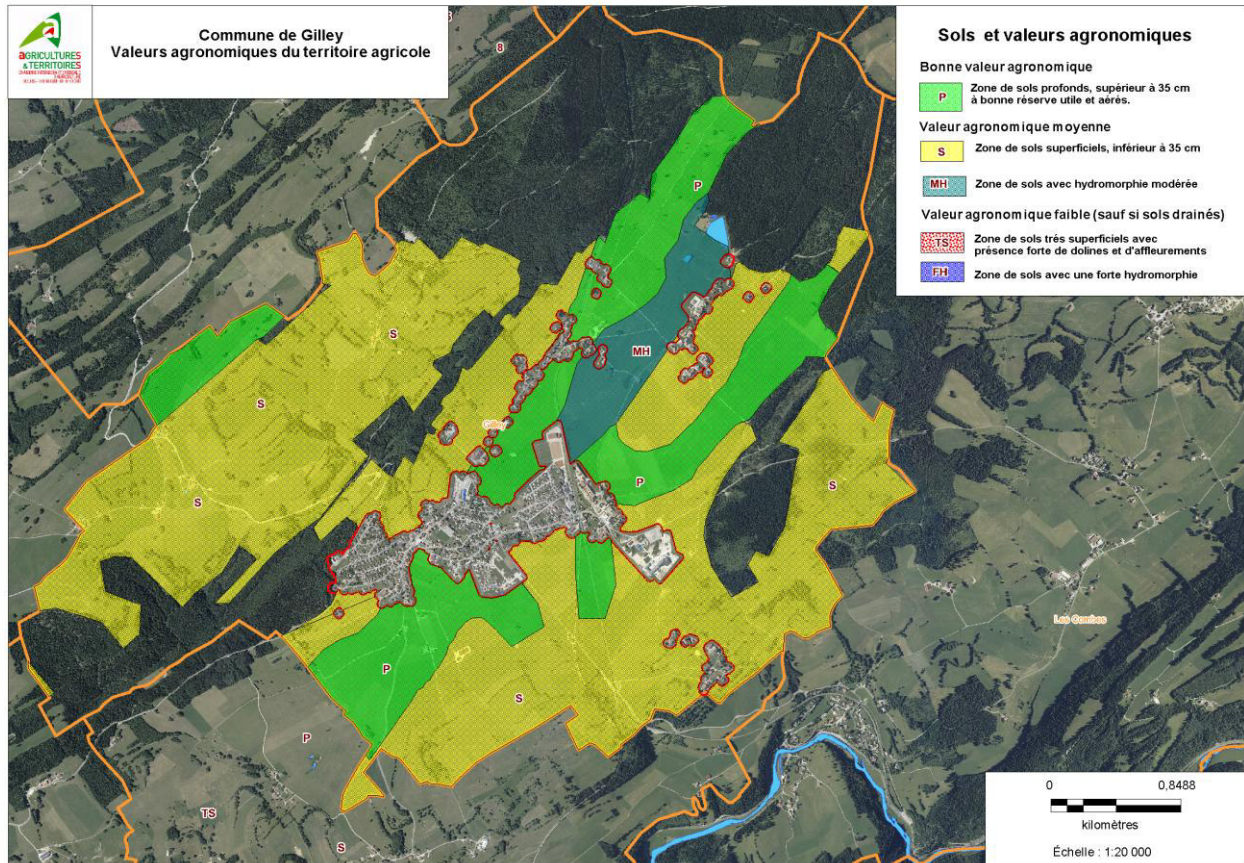 AGRICULTURES
& TERRITOIRES
Commune de Gilley
Valeurs agronomiques du territoire agricole
8
Sols et valeurs agronomiques
Bonne valeur agronomique
P
Zone de sols profonds, supérieur à 35 cm
à bonne réserve utile et aérés.
Valeur agronomique moyenne
S
Zone de sols superficiels, inférieur à 35 cm
MH
Zone de sols avec hydromorphie modérée
Valeur agronomique faible (sauf si sols drainés)
TS
Zone de sols trés superficiels avec
présence forte de dolines et d'affleurements
FH
Zone de sols avec une forte hydromorphie
P
S
MH
S
Gilley
P
S
S
S
Les Combes
P
S
P
TS
S
0 0,8488
kilomètres
Échelle : 1:20 000